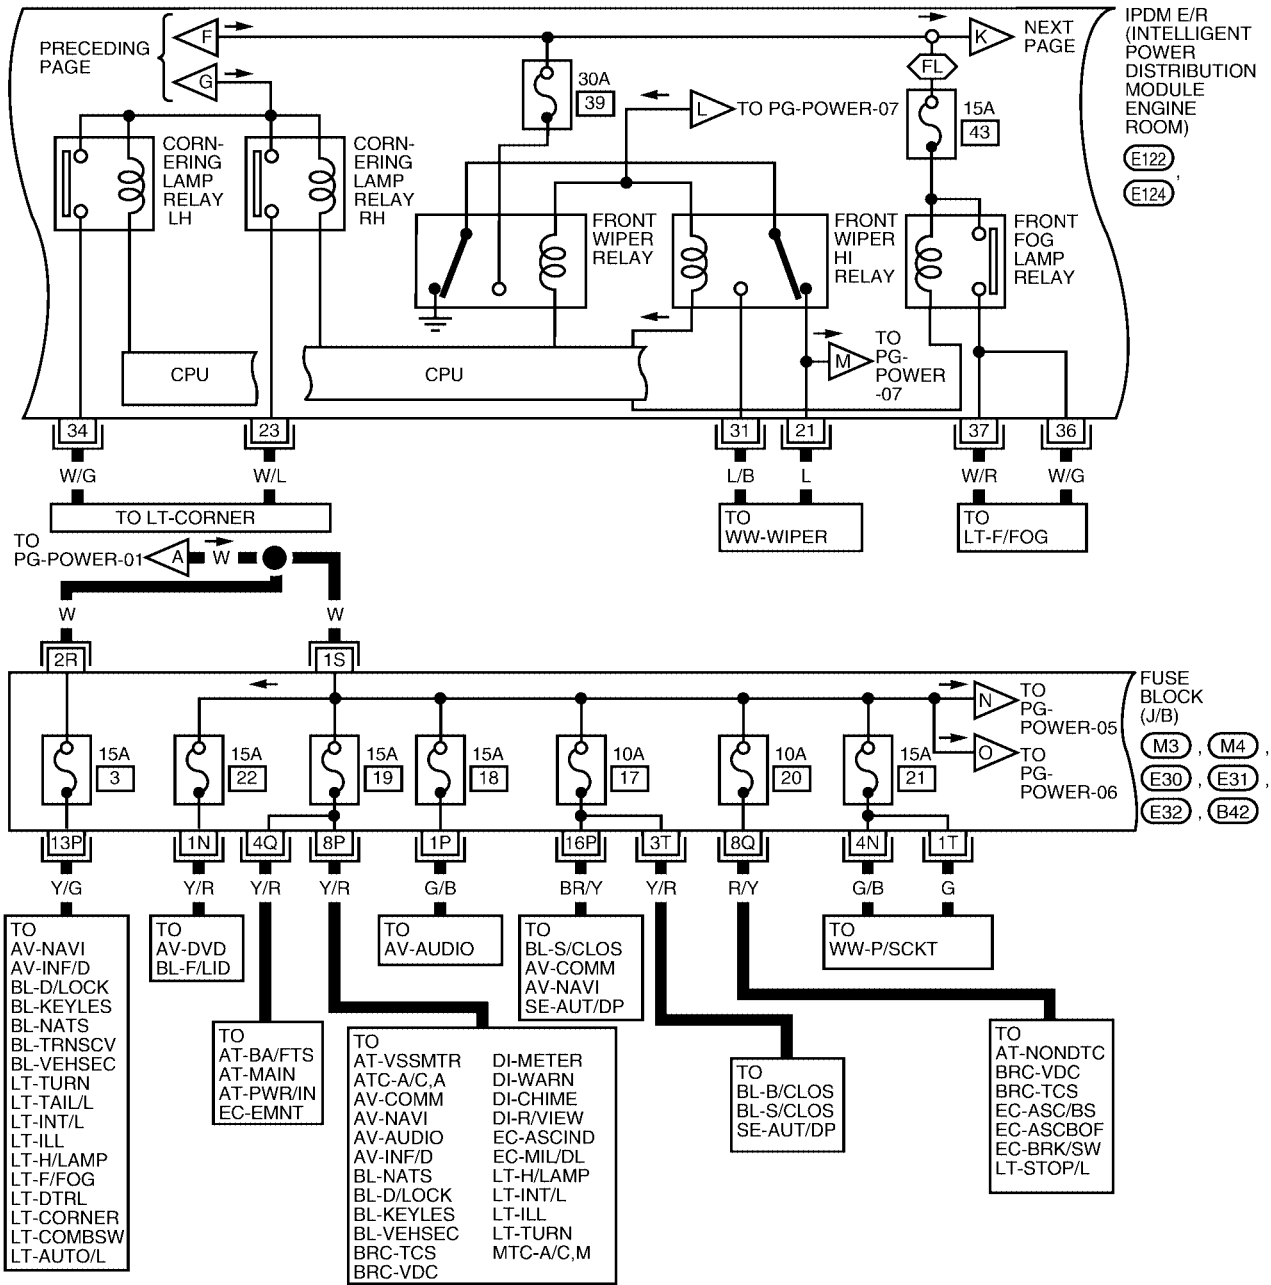 PRECEDING
PAGE
F
G
K
NEXT
PAGE
FL
IPDM E/R
(INTELLIGENT
POWER
DISTRIBUTION
MODULE
ENGINE
ROOM)
E122 ,
E124
30A
39
L
TO PG-POWER-07
15A
43
CORN-
ERING
LAMP
RELAY
LH
CORN-
ERING
LAMP
RELAY
RH
FRONT
WIPER
RELAY
FRONT
WIPER
HI
RELAY
FRONT
FOG
LAMP
RELAY
CPU
CPU
M
TO
PG-
POWER
-07
34
23
31
21
37
36
W/G
W/L
L/B
L
W/R
W/G
TO LT-CORNER
TO
WW-WIPER
TO
LT-F/FOG
TO
PG-POWER-01
A
W
W
W
2R
1S
FUSE
BLOCK
(J/B)
M3 , M4 ,
E30 , E31 ,
E32 , B42
N
TO
PG-
POWER-05
O
TO
PG-
POWER-06
15A
3
15A
22
15A
19
15A
18
10A
17
10A
20
15A
21
13P
1N
4Q
8P
1P
16P
3T
8Q
4N
1T
Y/G
Y/R
Y/R
Y/R
G/B
BR/Y
Y/R
R/Y
G/B
G
TO
AV-NAVI
AV-INF/D
BL-D/LOCK
BL-KEYLES
BL-NATS
BL-TRNSCV
BL-VEHSEC
LT-TURN
LT-TAIL/L
LT-INT/L
LT-ILL
LT-H/LAMP
LT-F/FOG
LT-DTRL
LT-CORNER
LT-COMBSW
LT-AUTO/L
TO
AV-DVD
BL-F/LID
TO
AT-BA/FTS
AT-MAIN
AT-PWR/IN
EC-EMNT
TO
AT-VSSMTR
ATC-A/C,A
AV-COMM
AV-NAVI
AV-AUDIO
AV-INF/D
BL-NATS
BL-D/LOCK
BL-KEYLES
BL-VEHSEC
BRC-TCS
BRC-VDC
DI-METER
DI-WARN
DI-CHIME
DI-R/VIEW
EC-ASCIND
EC-MIL/DL
LT-H/LAMP
LT-INT/L
LT-ILL
LT-TURN
MTC-A/C,M
TO
AV-AUDIO
TO
BL-S/CLOS
AV-COMM
AV-NAVI
SE-AUT/DP
TO
BL-B/CLOS
BL-S/CLOS
SE-AUT/DP
TO
WW-P/SCKT
TO
AT-NONDTC
BRC-VDC
BRC-TCS
EC-ASC/BS
EC-ASCBOF
EC-BRK/SW
LT-STOP/L